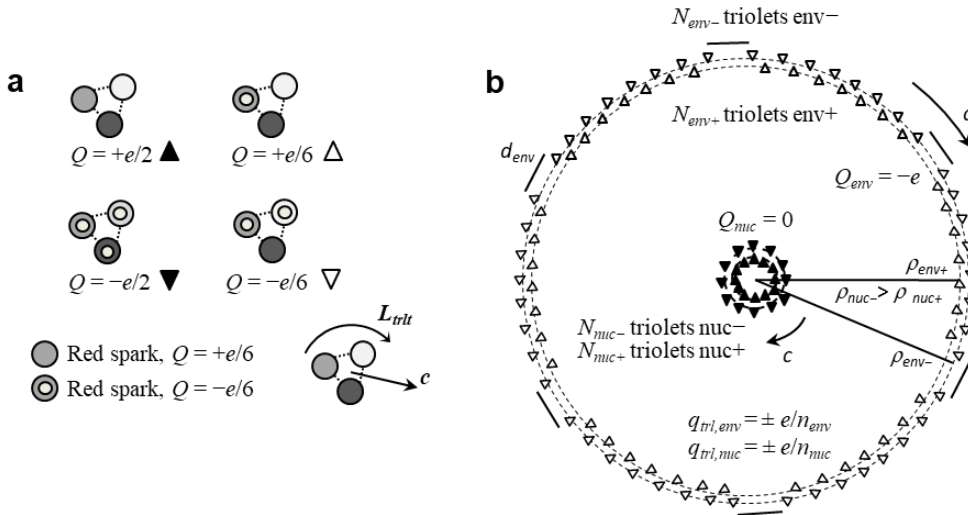 a
Q = +e/2 ▲
Q = +e/6 △
Q = −e/2 ▼
Q = −e/6 ▽
Red spark, Q = +e/6
Red spark, Q = −e/6
L_trlt
c
b
N_env− triolets env−
N_env+ triolets env+
c
d_env
Q_env = −e
Q_nuc = 0
ρ_env+
ρ_nuc− > ρ_nuc+
N_nuc− triolets nuc−
N_nuc+ triolets nuc+
c
ρ_env−
q_trl,env = ± e/n_env
q_trl,nuc = ± e/n_nuc